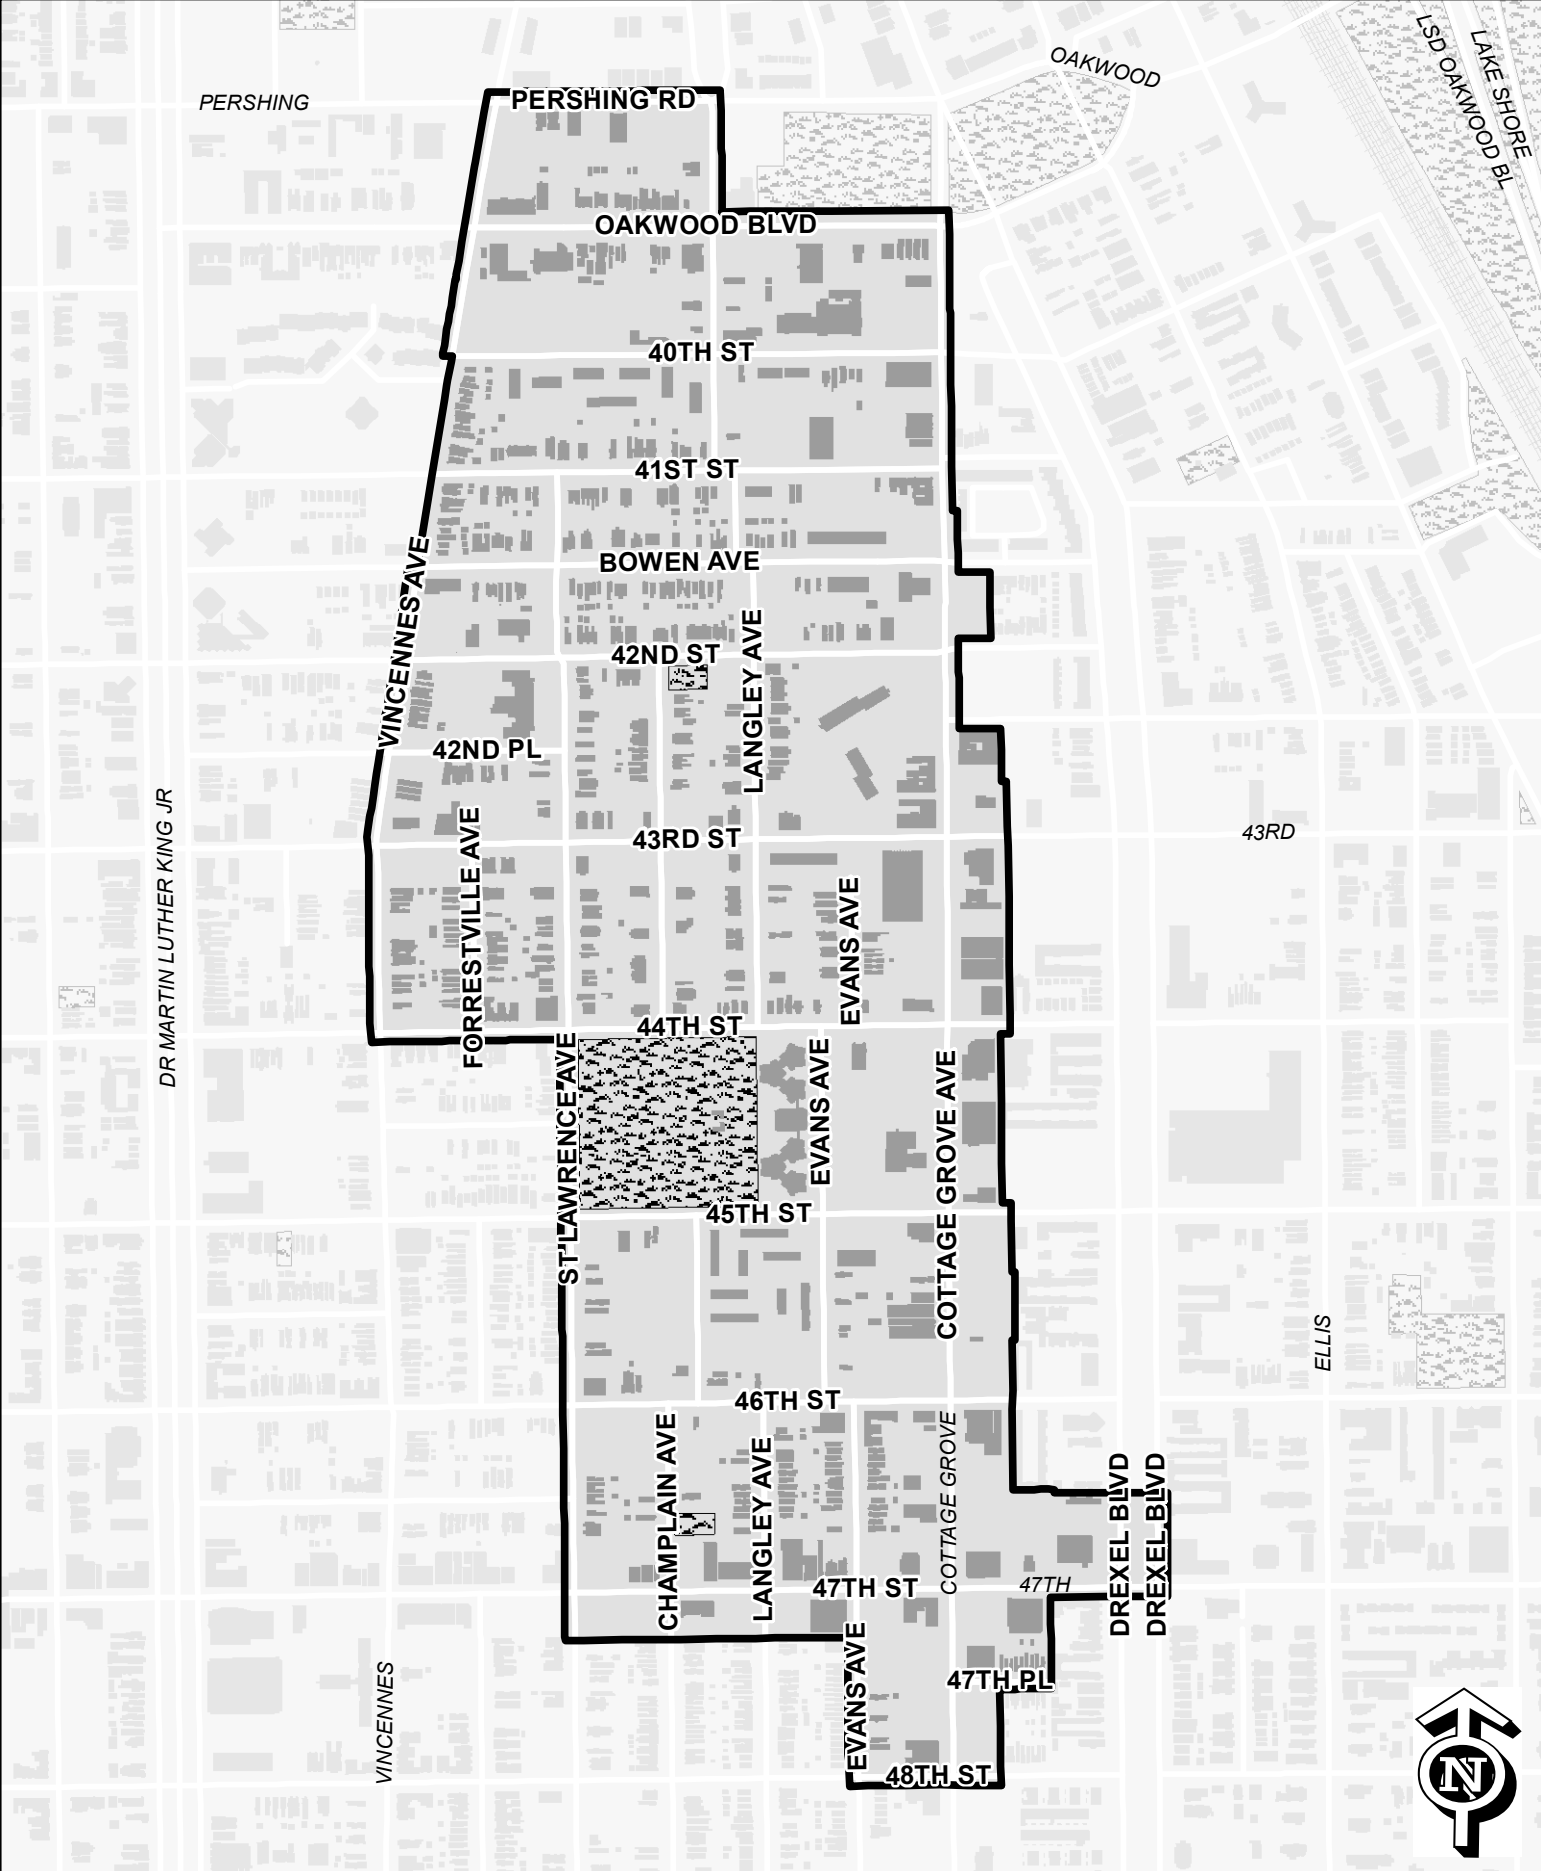 OAKWOOD
LAKE SHORE
LSD OAKWOOD BL
PERSHING
PERSHING RD
OAKWOOD BLVD
40TH ST
41ST ST
BOWEN AVE
VINCENNES AVE
42ND ST
LANGLEY AVE
42ND PL
DR MARTIN LUTHER KING JR
FORRESTVILLE AVE
43RD ST
43RD
EVANS AVE
44TH ST
ST LAWRENCE AVE
EVANS AVE
COTTAGE GROVE AVE
45TH ST
ELLIS
46TH ST
CHAMPLAIN AVE
LANGLEY AVE
COTTAGE GROVE
DREXEL BLVD
DREXEL BLVD
47TH ST
47TH
EVANS AVE
47TH PL
VINCENNES
48TH ST
N